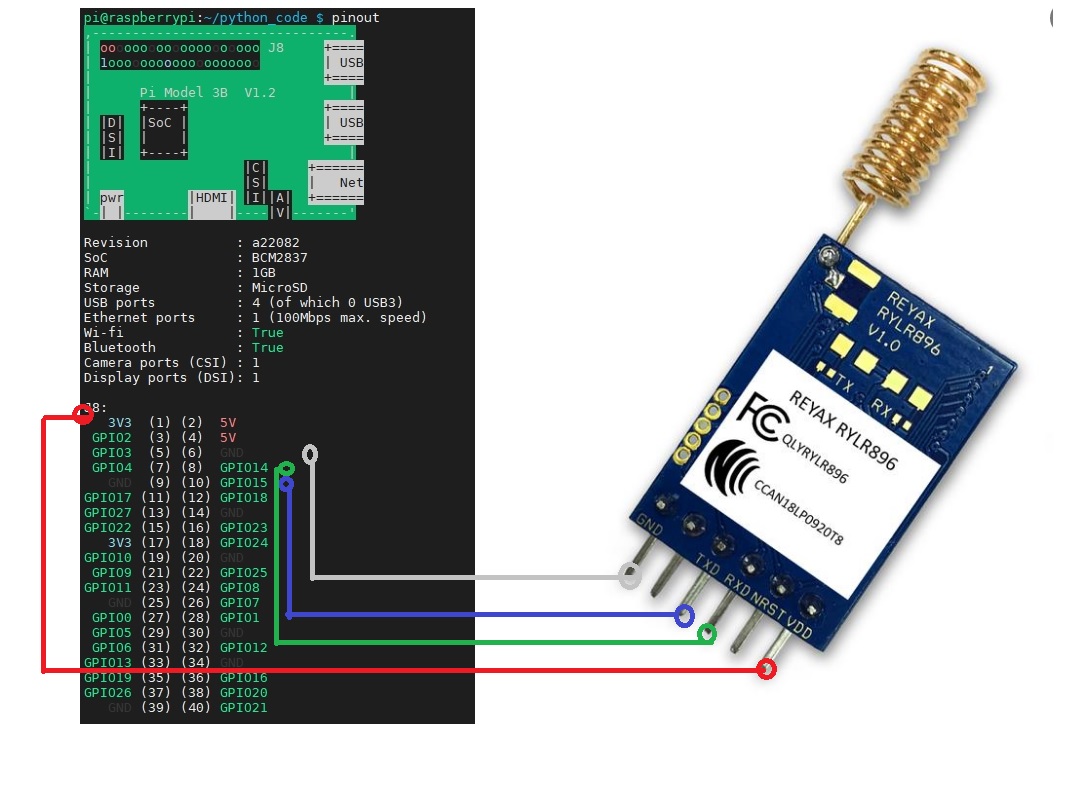 pi@raspberrypi:~/python_code $ pinout
,--------------------------------.
| oooooooooooooooooooo J8     +====
| 1ooooooooooooooooooo        | USB
|                             +====
|      Pi Model 3B  V1.2      |
|      +----+                 +====
| |D|  |SoC |                 | USB
| |S|  |    |                 +====
| |I|  +----+                    |
|                   |C|     +======
|                   |S|     |   Net
| pwr        |HDMI| |I||A|  +======
`-| |--------|    |----|V|-------'
Revision           : a22082
SoC                : BCM2837
RAM                : 1GB
Storage            : MicroSD
USB ports          : 4 (of which 0 USB3)
Ethernet ports     : 1 (100Mbps max. speed)
Wi-fi              : True
Bluetooth          : True
Camera ports (CSI) : 1
Display ports (DSI): 1
J8:
   3V3  (1) (2)  5V
 GPIO2  (3) (4)  5V
 GPIO3  (5) (6)  GND
 GPIO4  (7) (8)  GPIO14
   GND  (9) (10) GPIO15
GPIO17 (11) (12) GPIO18
GPIO27 (13) (14) GND
GPIO22 (15) (16) GPIO23
   3V3 (17) (18) GPIO24
GPIO10 (19) (20) GND
 GPIO9 (21) (22) GPIO25
GPIO11 (23) (24) GPIO8
   GND (25) (26) GPIO7
 GPIO0 (27) (28) GPIO1
 GPIO5 (29) (30) GND
 GPIO6 (31) (32) GPIO12
GPIO13 (33) (34) GND
GPIO19 (35) (36) GPIO16
GPIO26 (37) (38) GPIO20
   GND (39) (40) GPIO21
REYAX
RYLR896
V1.0
1
TX
RX
FC
REYAX RYLR896
QLYRYLR896
CCAN18LP0920T8
GND
TXD
RXD
NRST
VDD